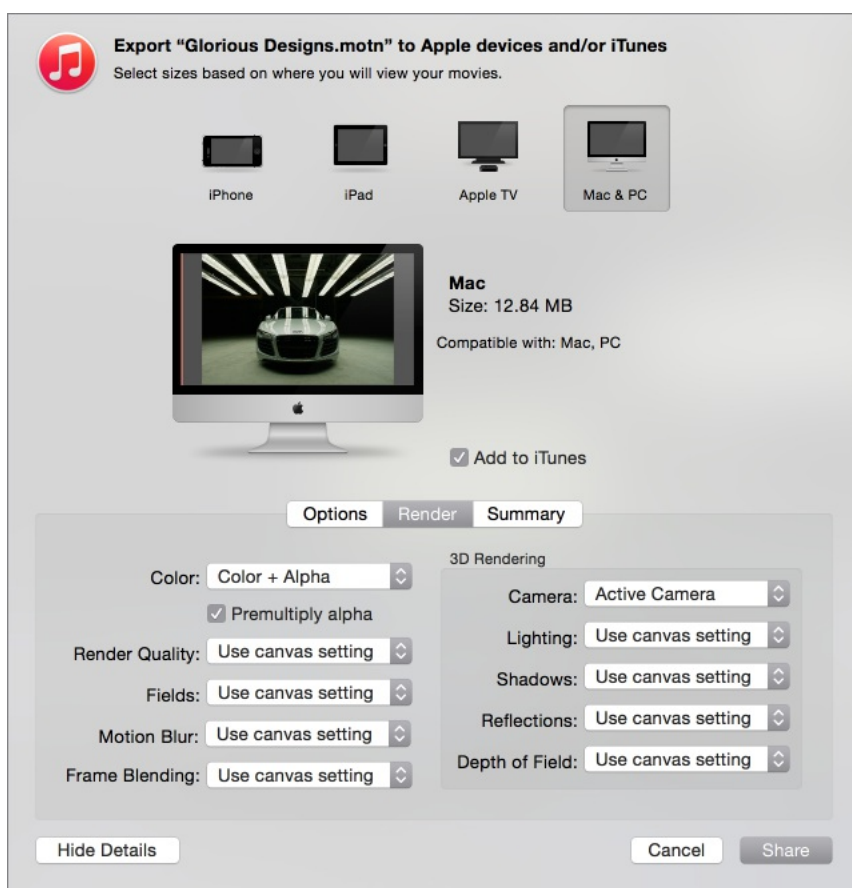 Export “Glorious Designs.motn” to Apple devices and/or iTunes
Select sizes based on where you will view your movies.
iPhone iPad Apple TV Mac & PC
Mac
Size: 12.84 MB
Compatible with: Mac, PC
Add to iTunes
Options Render Summary
Color: Color + Alpha
Premultiply alpha
Render Quality: Use canvas setting
Fields: Use canvas setting
Motion Blur: Use canvas setting
Frame Blending: Use canvas setting
3D Rendering
Camera: Active Camera
Lighting: Use canvas setting
Shadows: Use canvas setting
Reflections: Use canvas setting
Depth of Field: Use canvas setting
Hide Details Cancel Share